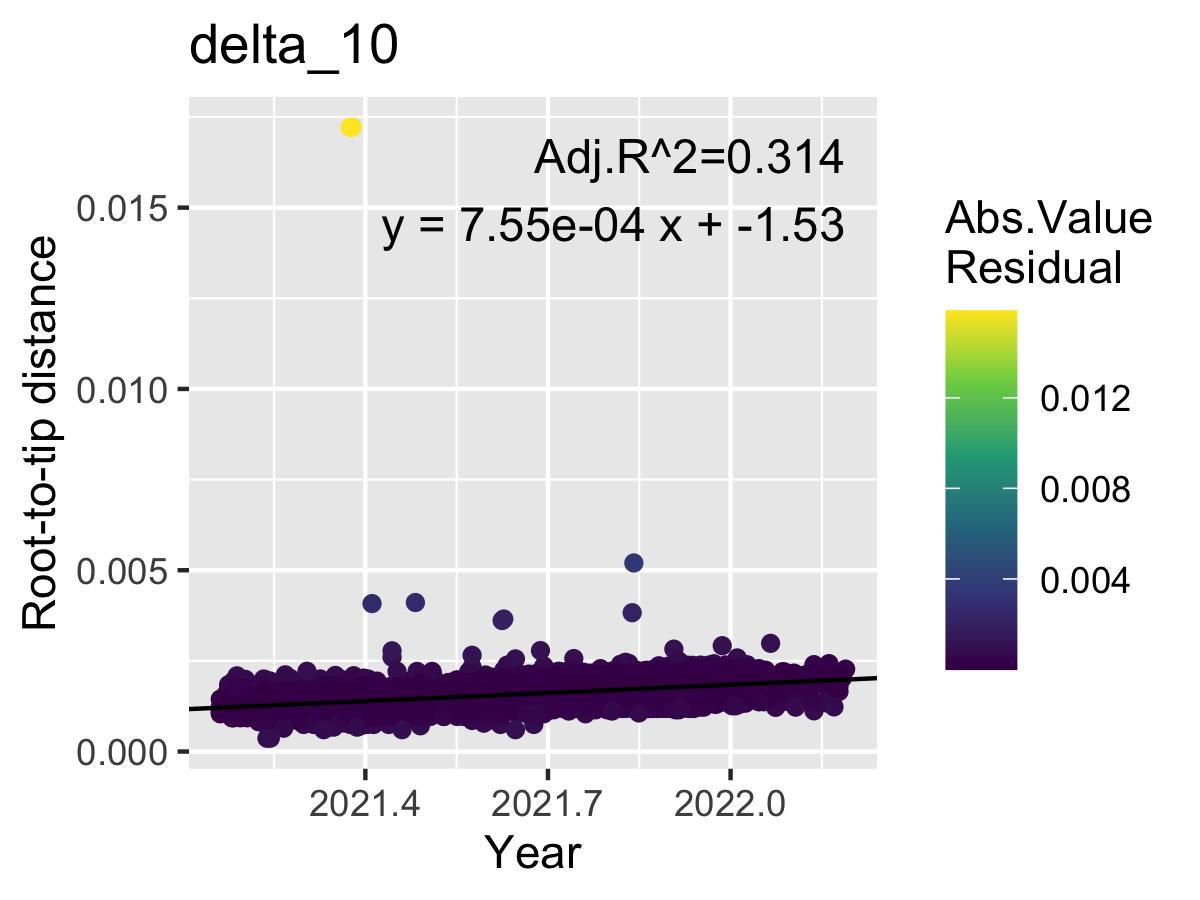 delta_10
Adj.R^2=0.314
y = 7.55e-04 x + -1.53
Root-to-tip distance
0.015
0.010
0.005
0.000
2021.4 2021.7 2022.0
Year
Abs.Value
Residual
0.012
0.008
0.004